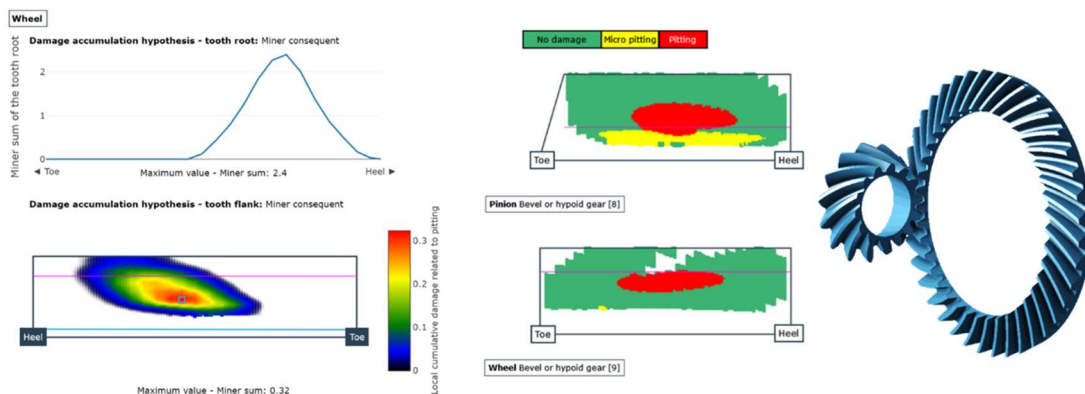 Wheel
Damage accumulation hypothesis - tooth root: Miner consequent
Miner sum of the tooth root
2
1
0
◄ Toe
Maximum value - Miner sum: 2.4
Heel ►
Damage accumulation hypothesis - tooth flank: Miner consequent
Heel
Toe
Local cumulative damage related to pitting
0.3
0.2
0.1
0
Maximum value - Miner sum: 0.32
No damage
Micro pitting
Pitting
Toe
Heel
Pinion Bevel or hypoid gear [8]
Toe
Heel
Wheel Bevel or hypoid gear [9]